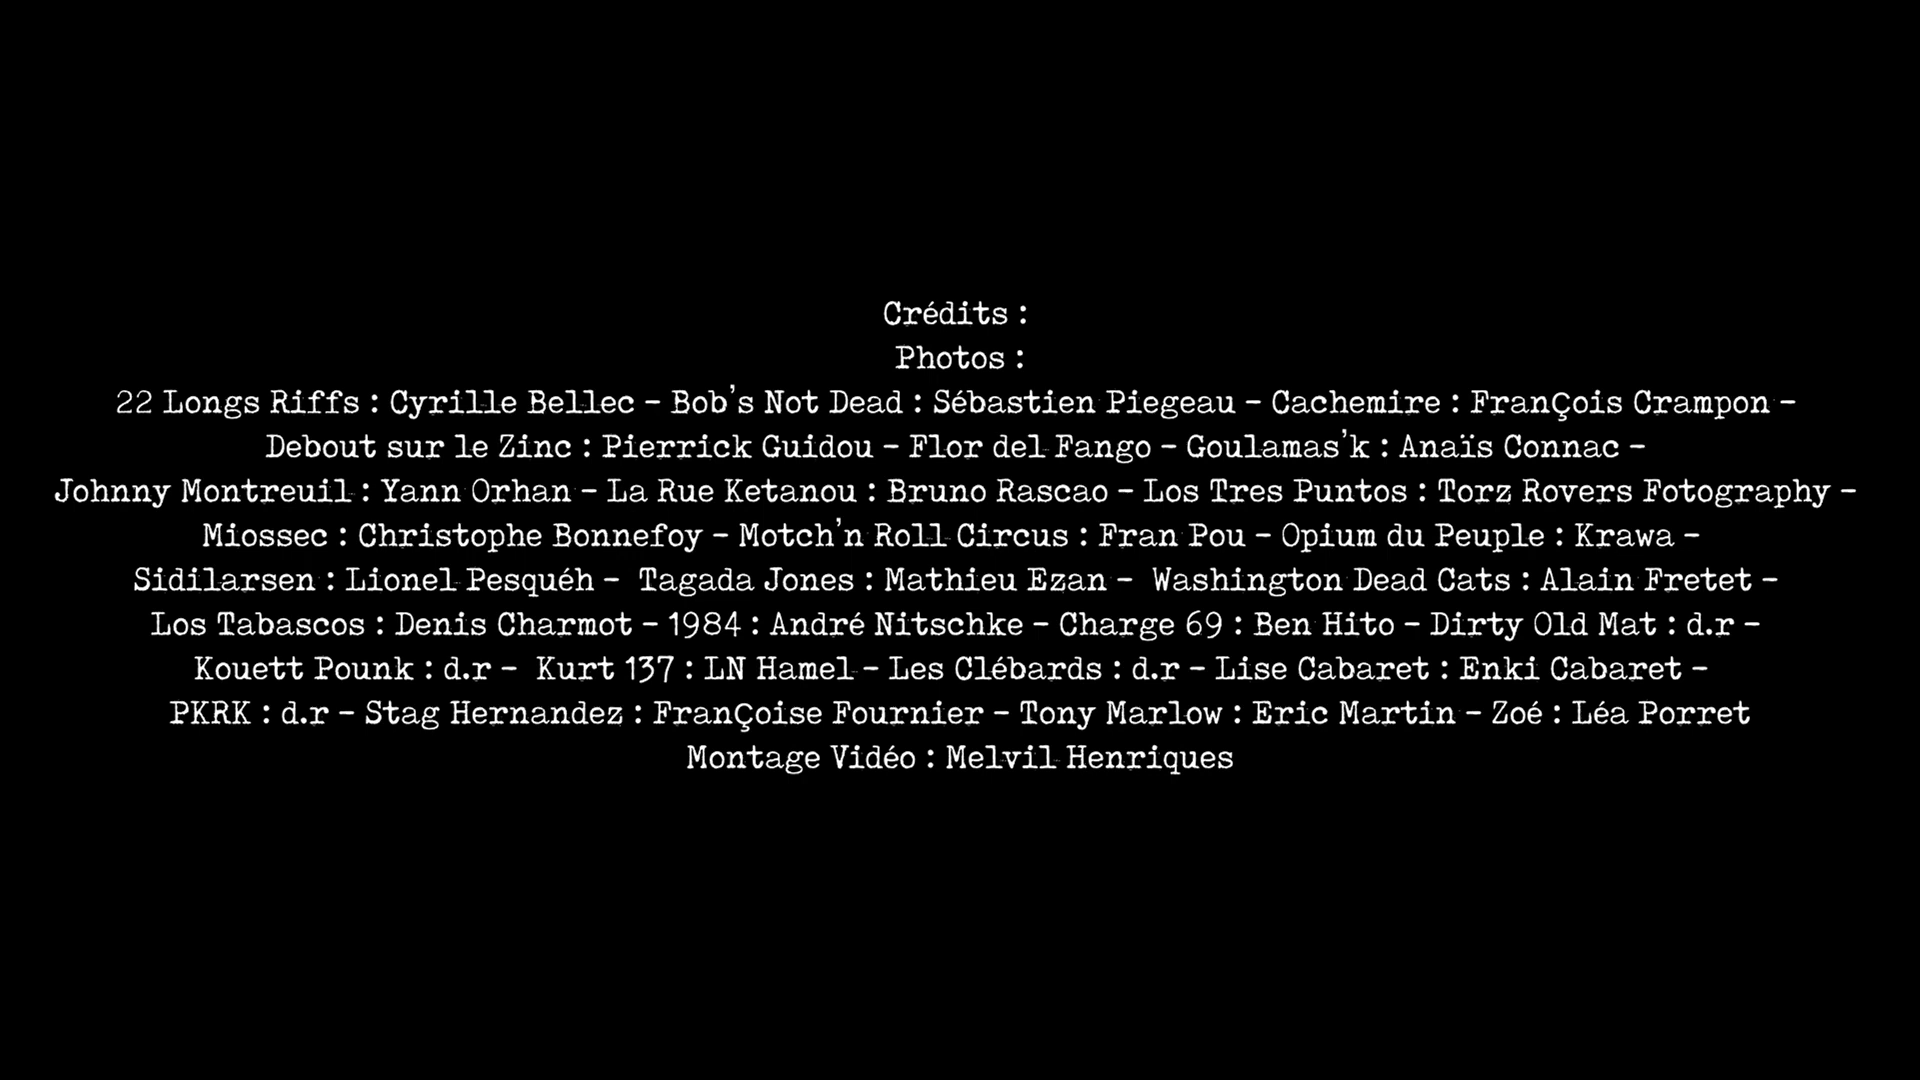 Crédits :
Photos :
22 Longs Riffs : Cyrille Bellec - Bob's Not Dead : Sébastien Piegeau - Cachemire : FranÇois Crampon -
Debout sur le Zinc : Pierrick Guidou - Flor del Fango - Goulamas'k : Anaïs Connac -
Johnny Montreuil : Yann Orhan - La Rue Ketanou : Bruno Rascao - Los Tres Puntos : Torz Rovers Fotography -
Miossec : Christophe Bonnefoy - Motch'n Roll Circus : Fran Pou - Opium du Peuple : Krawa -
Sidilarsen : Lionel Pesquéh - Tagada Jones : Mathieu Ezan - Washington Dead Cats : Alain Fretet -
Los Tabascos : Denis Charmot - 1984 : André Nitschke - Charge 69 : Ben Hito - Dirty Old Mat : d.r -
Kouett Pounk : d.r - Kurt 137 : LN Hamel - Les Clébards : d.r - Lise Cabaret : Enki Cabaret -
PKRK : d.r - Stag Hernandez : FranÇoise Fournier - Tony Marlow : Eric Martin - Zoé : Léa Porret
Montage Vidéo : Melvil Henriques